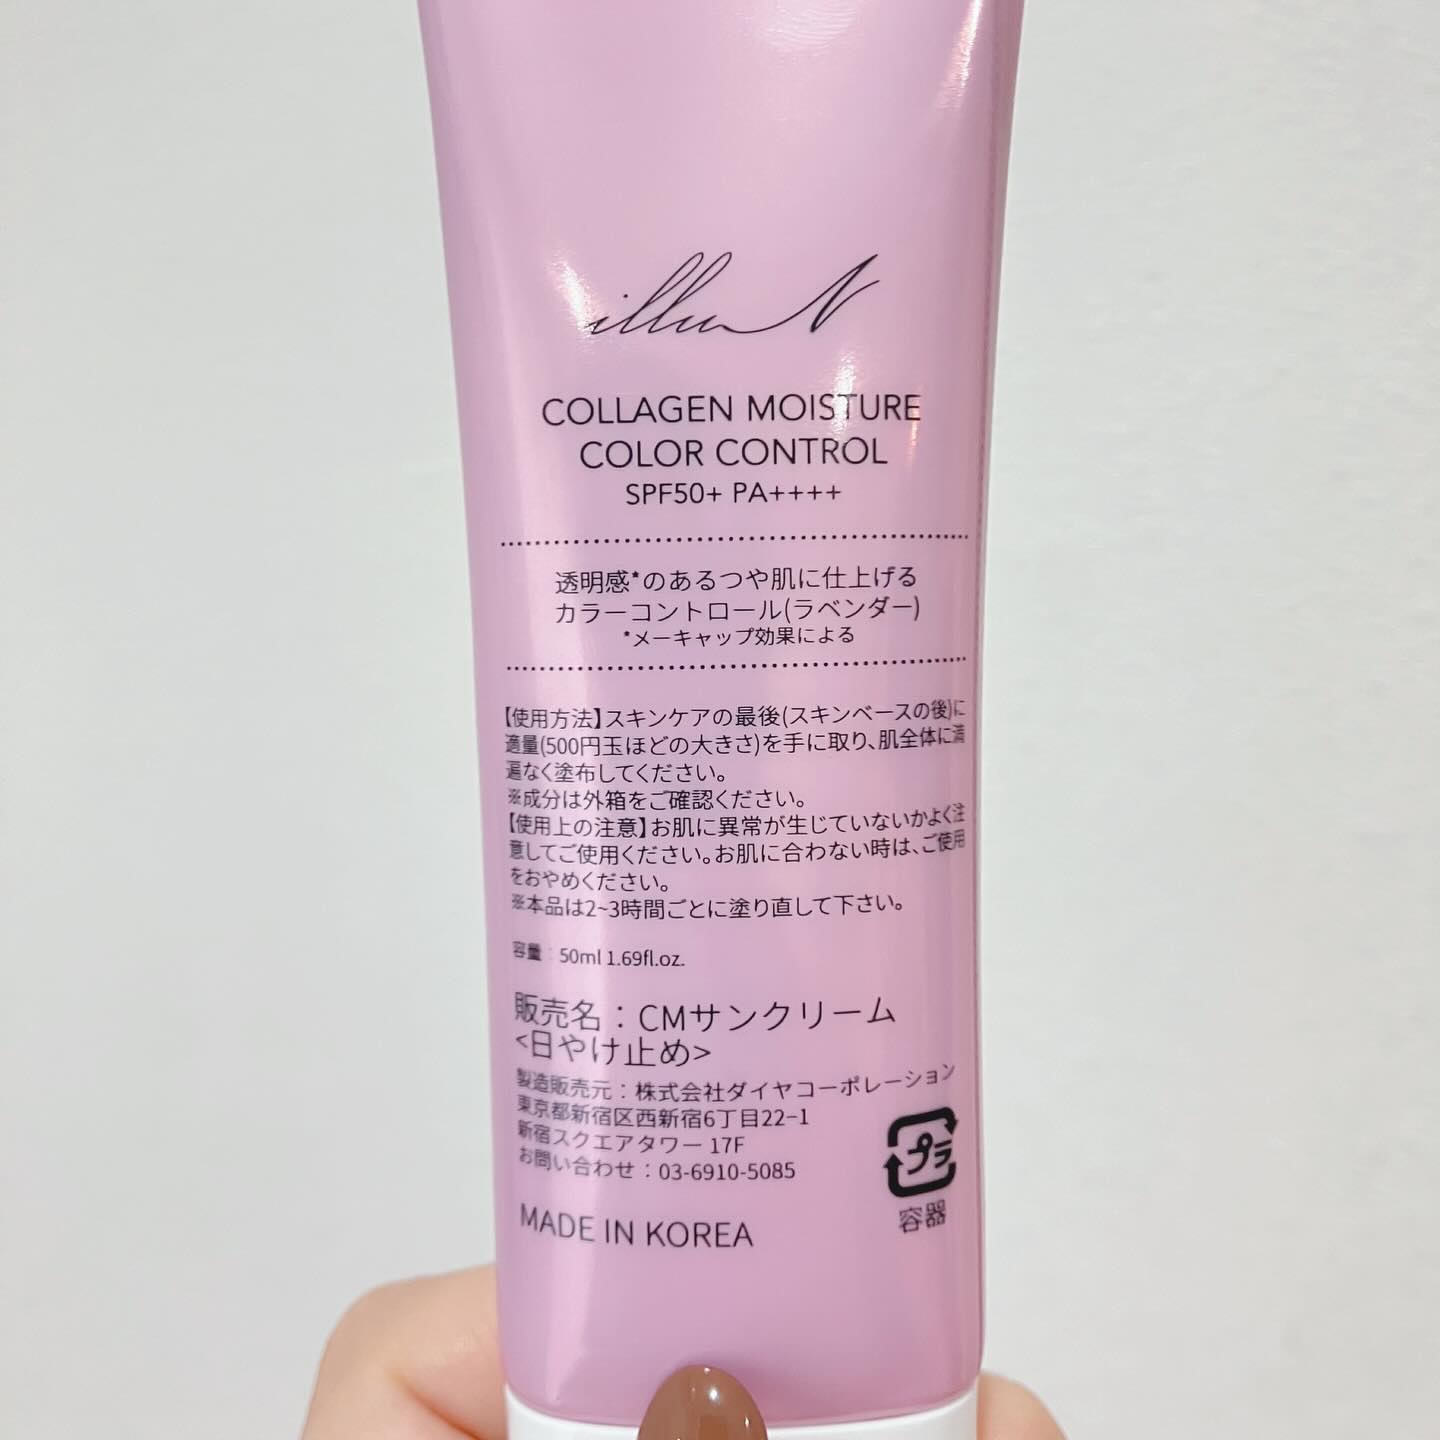 illuN
COLLAGEN MOISTURE
COLOR CONTROL
SPF50+ PA++++
透明感*のあるつや肌に仕上げる
カラーコントロール(ラベンダー)
*メーキャップ効果による
【使用方法】スキンケアの最後(スキンベースの後)に
適量(500円玉ほどの大きさ)を手に取り、肌全体に満
遍なく塗布してください。
※成分は外箱をご確認ください。
【使用上の注意】お肌に異常が生じていないかよく注
意してご使用ください。お肌に合わない時は、ご使用
をおやめください。
※本品は2~3時間ごとに塗り直して下さい。
容量：50ml 1.69fl.oz.
販売名：CMサンクリーム
<日やけ止め>
製造販売元：株式会社ダイヤコーポレーション
東京都新宿区西新宿6丁目22-1
新宿スクエアタワー 17F
お問い合わせ：03-6910-5085
プラ
容器
MADE IN KOREA